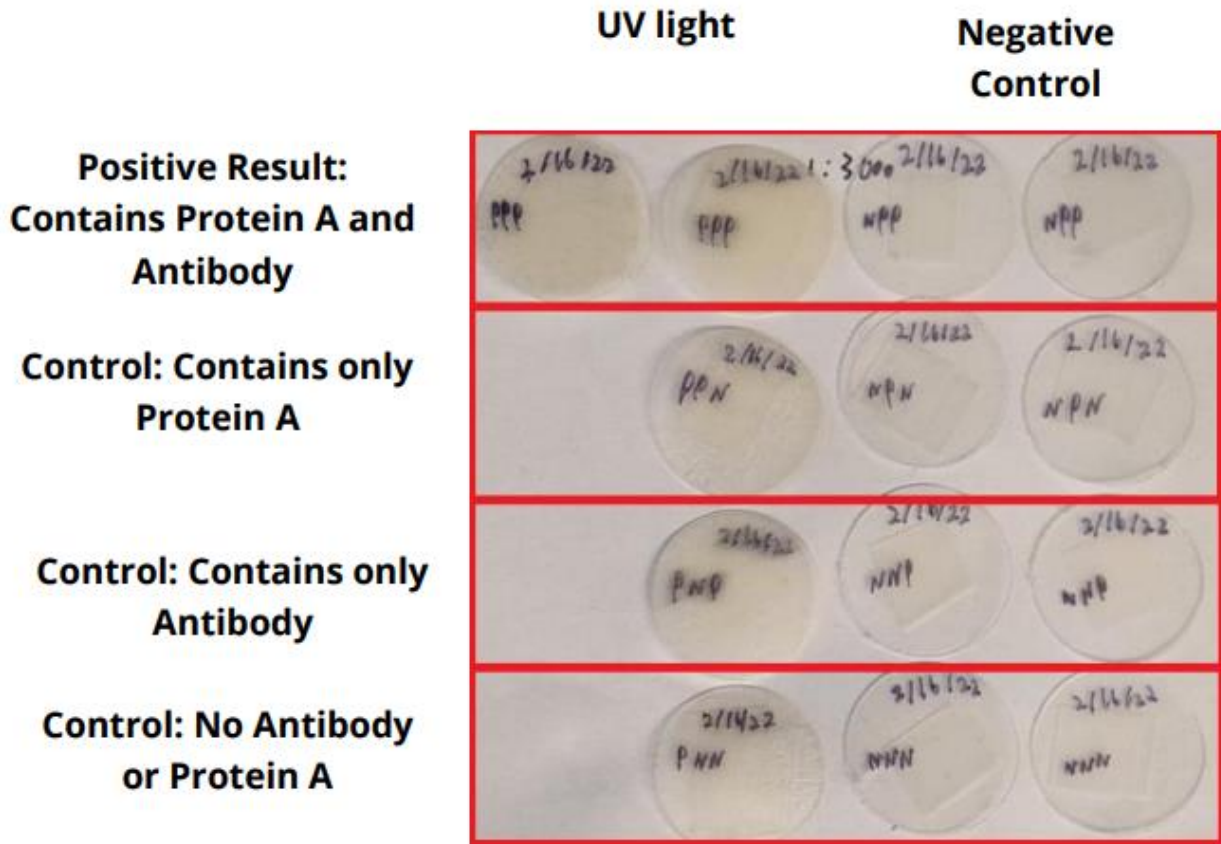 UV light
Negative
Control
Positive Result:
Contains Protein A and
Antibody
2/16/22
PPP
2/16/22 1:3000
PPP
2/16/22
NPP
2/16/22
NPP
Control: Contains only
Protein A
2/16/22
PPN
2/16/22
NPN
2/16/22
NPN
Control: Contains only
Antibody
2/16/22
PNP
2/16/22
NNP
2/16/22
NNP
Control: No Antibody
or Protein A
2/16/22
PNN
2/16/22
NNN
2/16/22
NNN